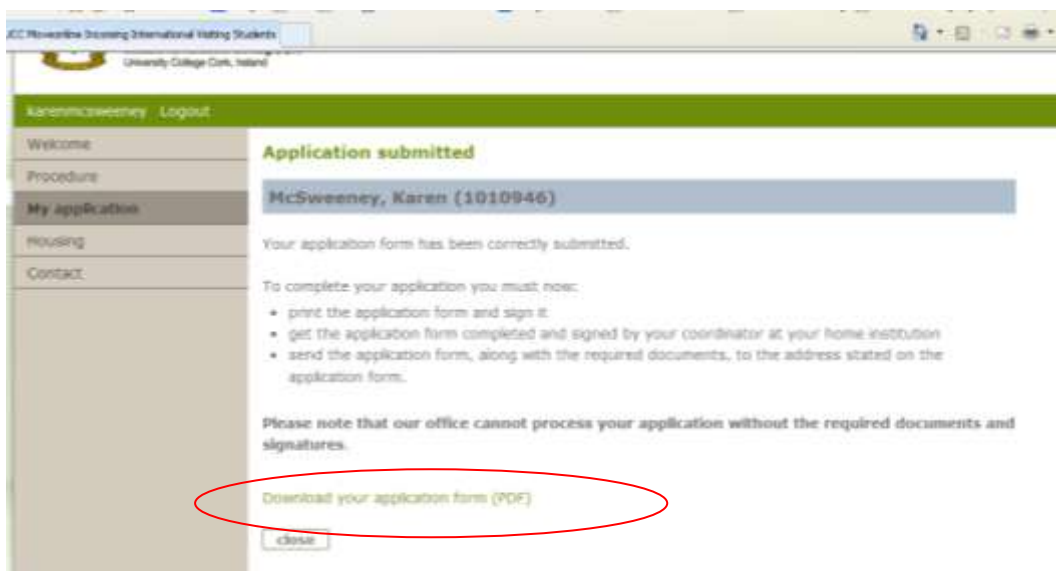 UCC Moveonline Incoming International Visiting Students
University College Cork, Ireland
karenmcsweeney Logout
Welcome
Procedure
My application
Housing
Contact
Application submitted
McSweeney, Karen (1010946)
Your application form has been correctly submitted.
To complete your application you must now:
• print the application form and sign it
• get the application form completed and signed by your coordinator at your home institution
• send the application form, along with the required documents, to the address stated on the
application form.
Please note that our office cannot process your application without the required documents and
signatures.
Download your application form (PDF)
close